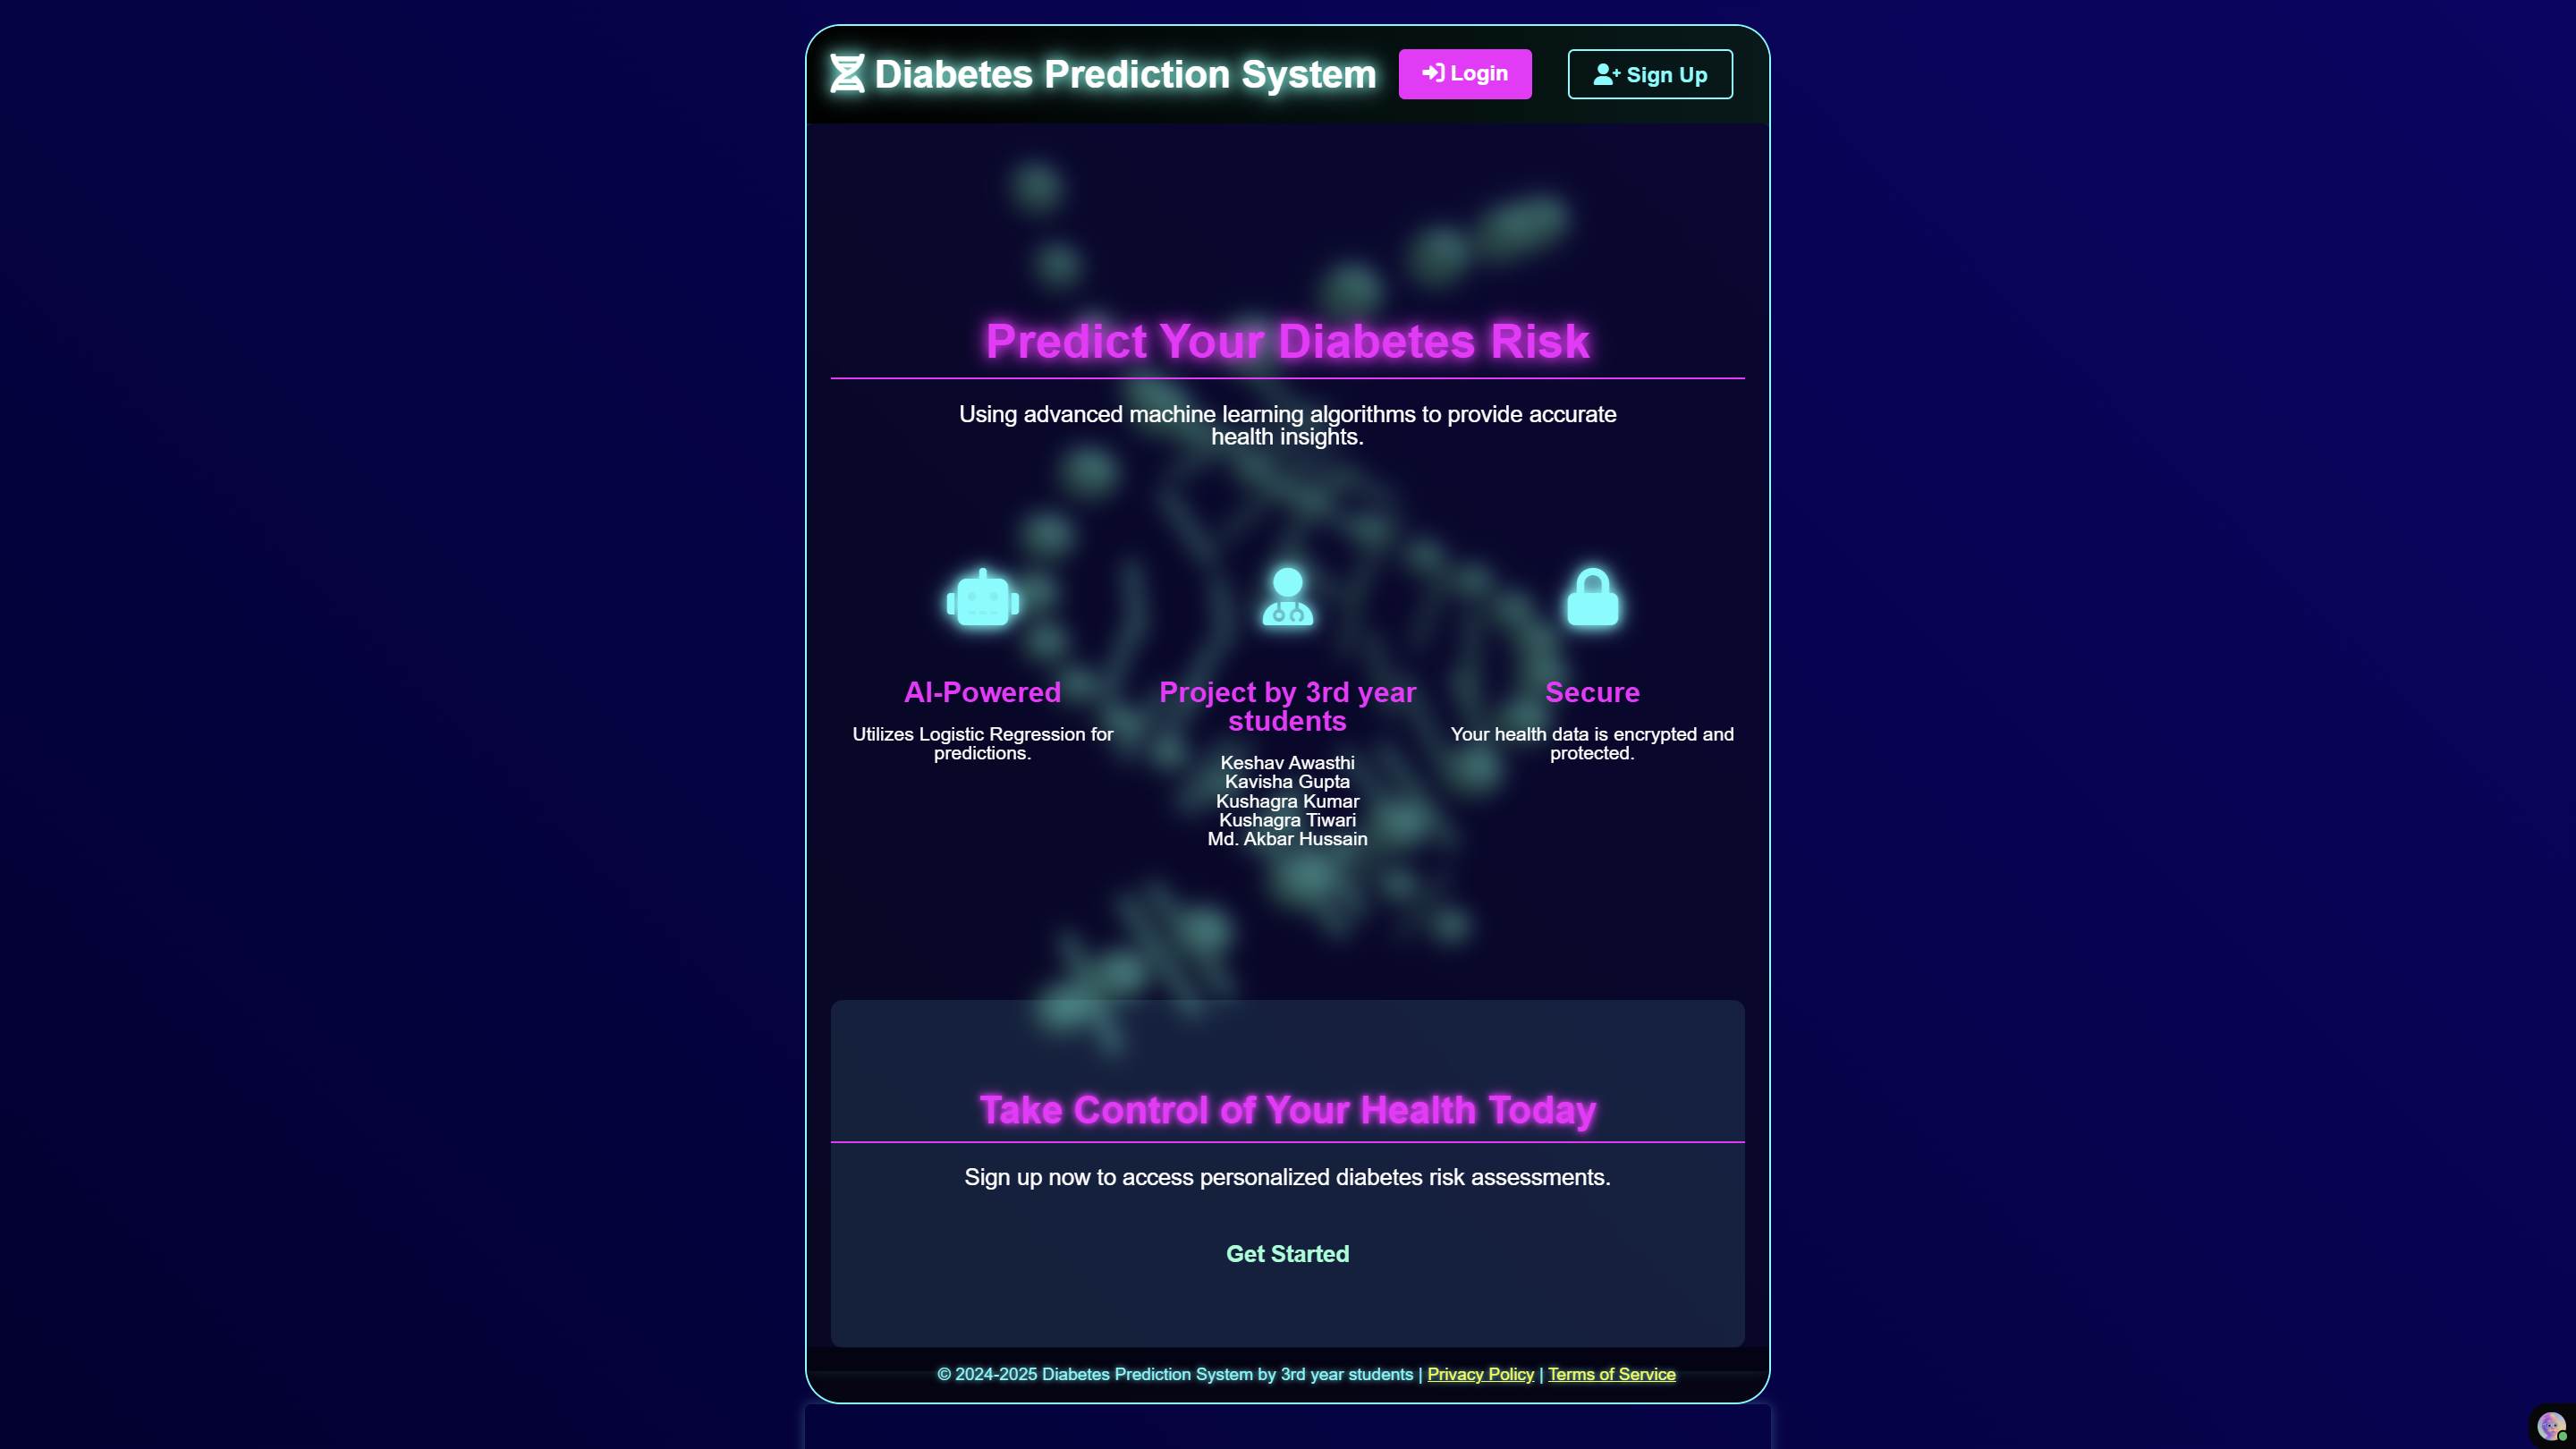 Diabetes Prediction System
Login
Sign Up
Predict Your Diabetes Risk
Using advanced machine learning algorithms to provide accurate
health insights.
AI-Powered
Utilizes Logistic Regression for
predictions.
Project by 3rd year
students
Keshav Awasthi
Kavisha Gupta
Kushagra Kumar
Kushagra Tiwari
Md. Akbar Hussain
Secure
Your health data is encrypted and
protected.
Take Control of Your Health Today
Sign up now to access personalized diabetes risk assessments.
Get Started
© 2024-2025 Diabetes Prediction System by 3rd year students | Privacy Policy | Terms of Service